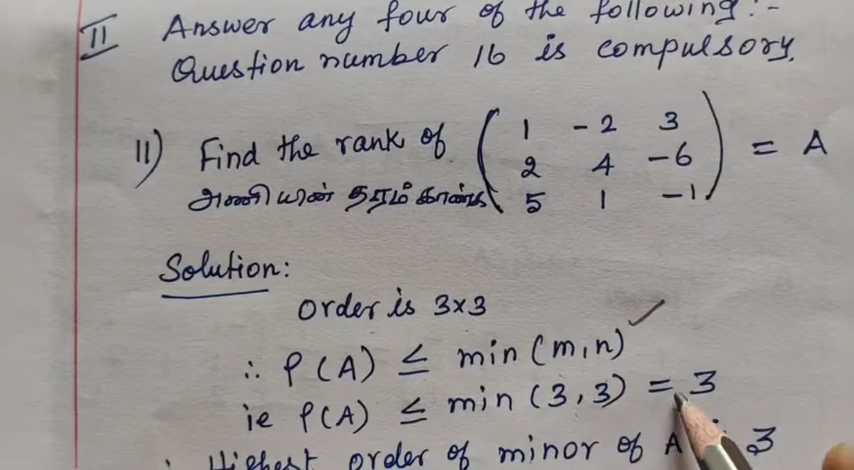 II Answer any four of the following:-
Question number 16 is compulsory.
11) Find the rank of ( 1 -2 3
2 4 -6
5 1 -1 ) = A
அணியின் தரம் காண்க
Solution:
Order is 3x3
∴ ρ(A) ≤ min(m,n) ✓
ie ρ(A) ≤ min (3,3) = 3
Highest order of minor of A 3